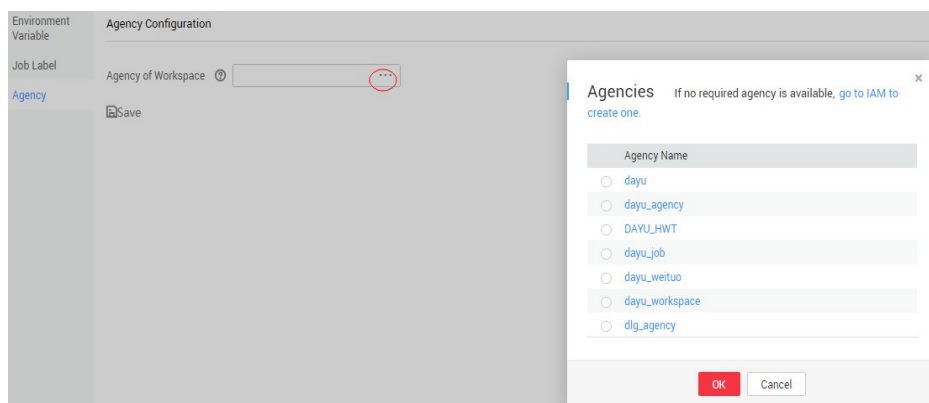 Environment
Variable
Job Label
Agency
Agency Configuration
Agency of Workspace ? ...
Save
×
Agencies If no required agency is available, go to IAM to
create one.
Agency Name
dayu
dayu_agency
DAYU_HWT
dayu_job
dayu_weituo
dayu_workspace
dlg_agency
OK Cancel